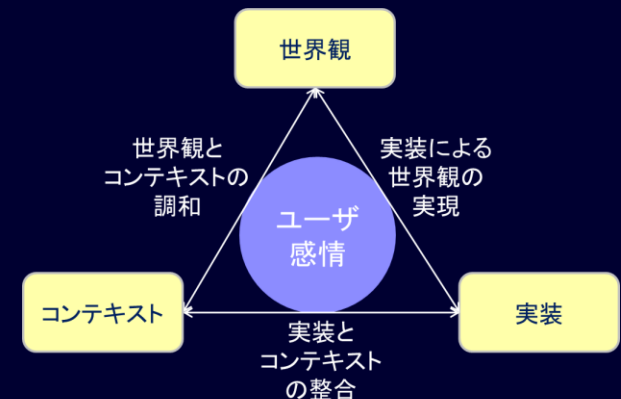 世界観
世界観と
コンテキストの
調和
実装による
世界観の
実現
ユーザ
感情
コンテキスト
実装
実装と
コンテキスト
の整合